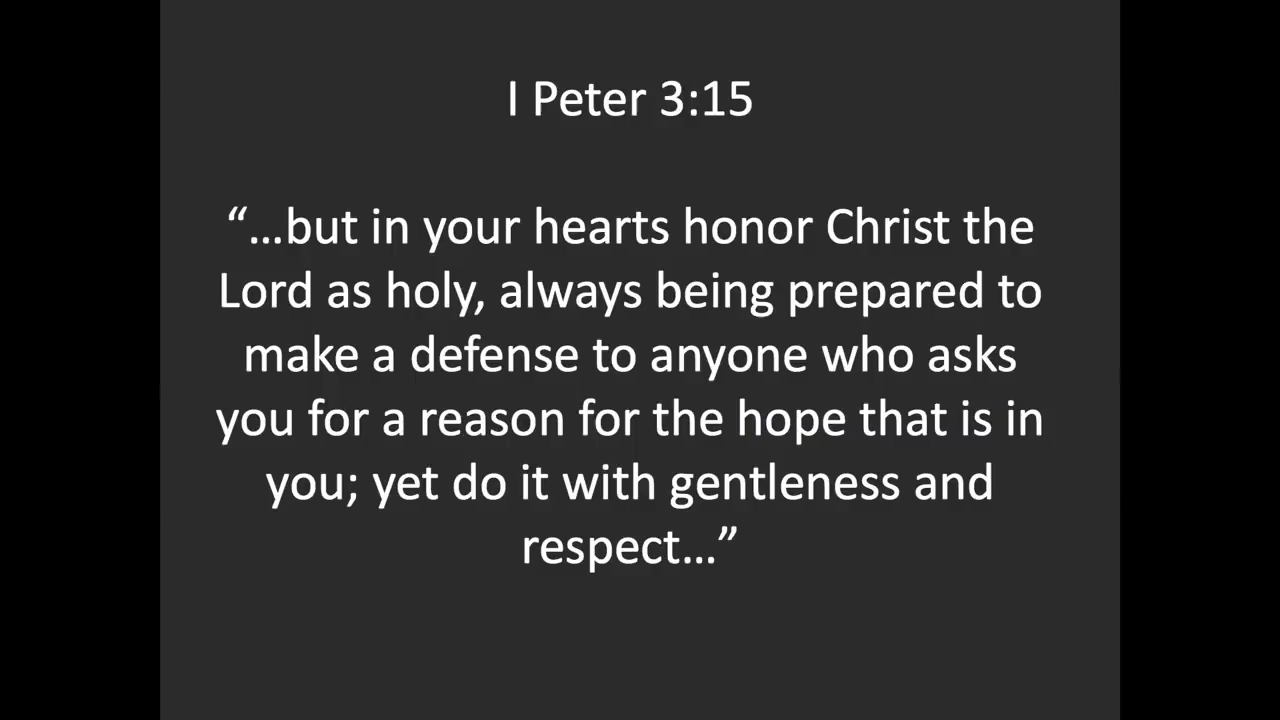 I Peter 3:15
“…but in your hearts honor Christ the
Lord as holy, always being prepared to
make a defense to anyone who asks
you for a reason for the hope that is in
you; yet do it with gentleness and
respect…”